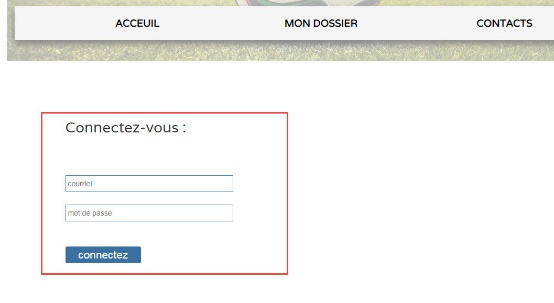 ACCEUIL MON DOSSIER CONTACTS
Connectez-vous :
courriel
mot de passe
connectez